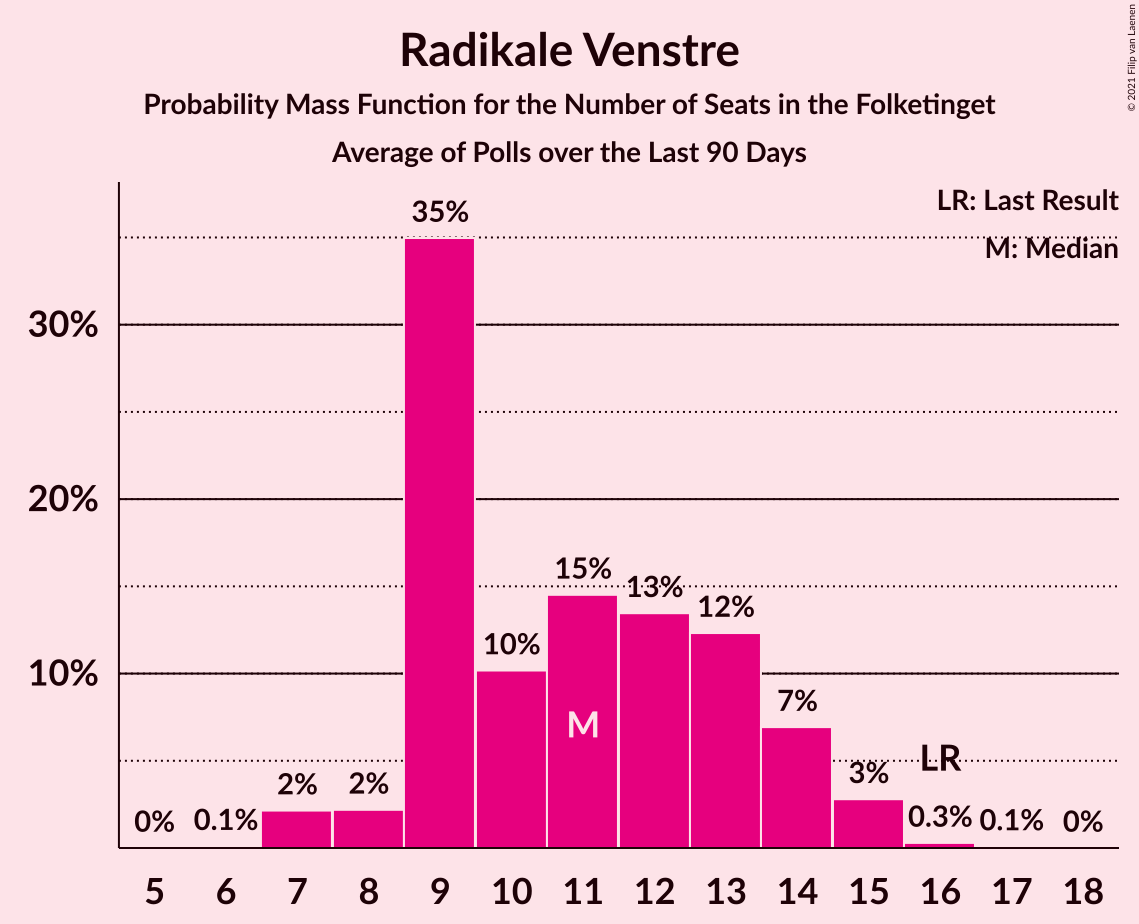 Radikale Venstre
Probability Mass Function for the Number of Seats in the Folketinget
Average of Polls over the Last 90 Days
© 2021 Filip van Laenen
LR: Last Result
M: Median
35%
30%
20%
15%
13%
12%
10%
10%
M
7%
LR
2%
2%
3%
0%
0.1%
0.3%
0.1%
0%
5 6 7 8 9 10 11 12 13 14 15 16 17 18